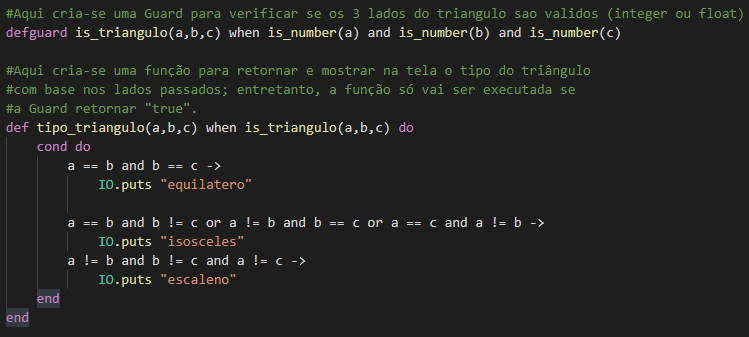 #Aqui cria-se uma Guard para verificar se os 3 lados do triangulo sao validos (integer ou float)
defguard is_triangulo(a,b,c) when is_number(a) and is_number(b) and is_number(c)
#Aqui cria-se uma função para retornar e mostrar na tela o tipo do triângulo
#com base nos lados passados; entretanto, a função só vai ser executada se
#a Guard retornar "true".
def tipo_triangulo(a,b,c) when is_triangulo(a,b,c) do
cond do
a == b and b == c ->
IO.puts "equilatero"
a == b and b != c or a != b and b == c or a == c and a != b ->
IO.puts "isosceles"
a != b and b != c and a != c ->
IO.puts "escaleno"
end
end